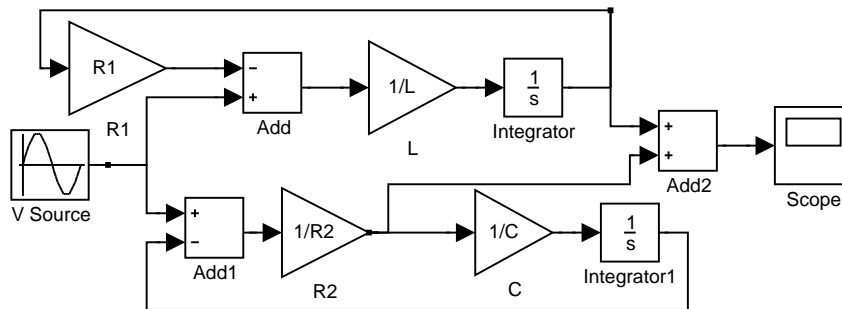 R1
−
+
Add
1/L
L
1
s
Integrator
R1
V Source
+
+
Add2
Scope
+
−
Add1
1/R2
R2
1/C
C
1
s
Integrator1